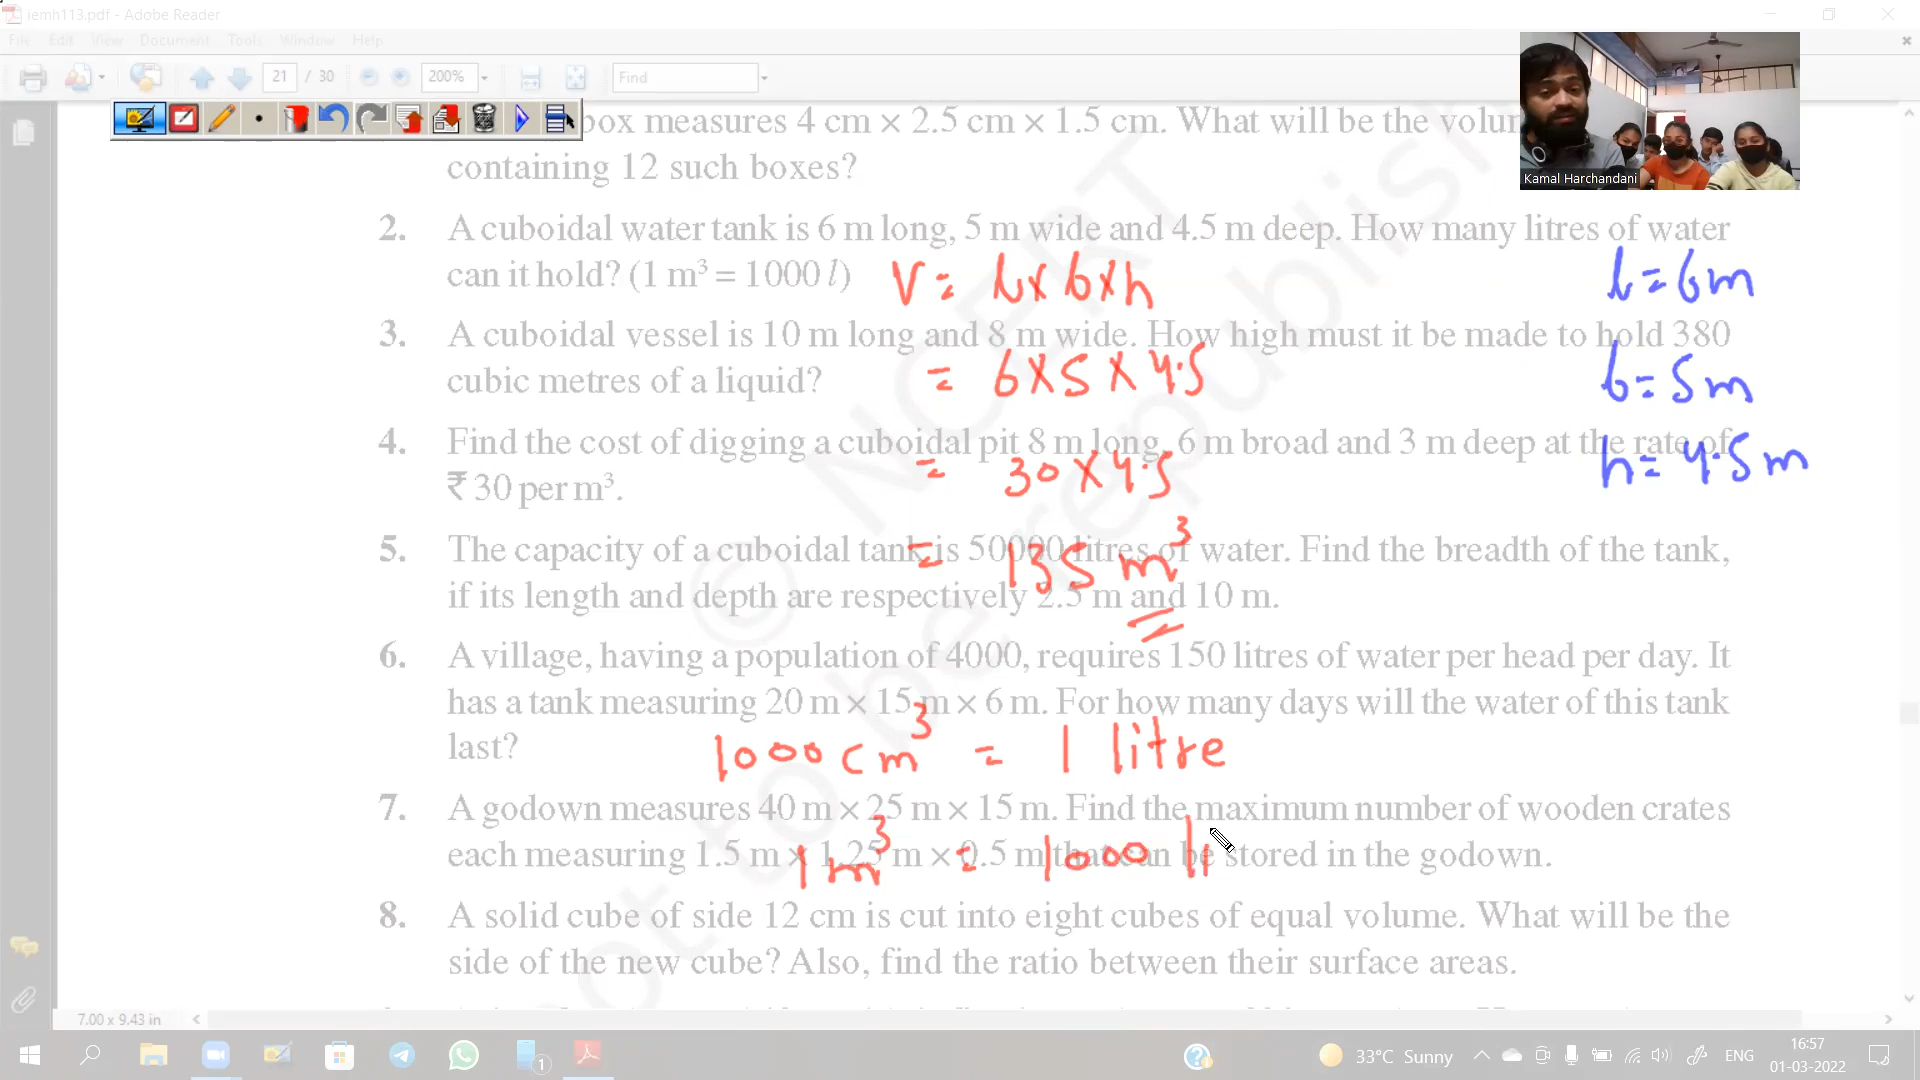 iemh113.pdf - Adobe Reader
File Edit View Document Tools Window Help
21 / 30 200% Find
box measures 4 cm × 2.5 cm × 1.5 cm. What will be the volu
containing 12 such boxes?
Kamal Harchandani
2. A cuboidal water tank is 6 m long, 5 m wide and 4.5 m deep. How many litres of water
can it hold? (1 m³ = 1000 l)
V = l x b x h
l = 6m
3. A cuboidal vessel is 10 m long and 8 m wide. How high must it be made to hold 380
cubic metres of a liquid?
= 6 x 5 x 4.5
b = 5m
4. Find the cost of digging a cuboidal pit 8 m long, 6 m broad and 3 m deep at the rate of
₹ 30 per m³.
= 30 x 4.5
h = 4.5m
5. The capacity of a cuboidal tank is 50000 litres of water. Find the breadth of the tank,
if its length and depth are respectively 2.5 m and 10 m.
= 135 m³
6. A village, having a population of 4000, requires 150 litres of water per head per day. It
has a tank measuring 20 m × 15 m × 6 m. For how many days will the water of this tank
last?
1000 cm³ = 1 litre
7. A godown measures 40 m × 25 m × 15 m. Find the maximum number of wooden crates
each measuring 1.5 m × 1.25 m × 0.5 m that can be stored in the godown.
1 m³ = 1000 li
8. A solid cube of side 12 cm is cut into eight cubes of equal volume. What will be the
side of the new cube? Also, find the ratio between their surface areas.
© NCERT
not to be republish
7.00 x 9.43 in
1
33°C Sunny
ENG
16:57
01-03-2022